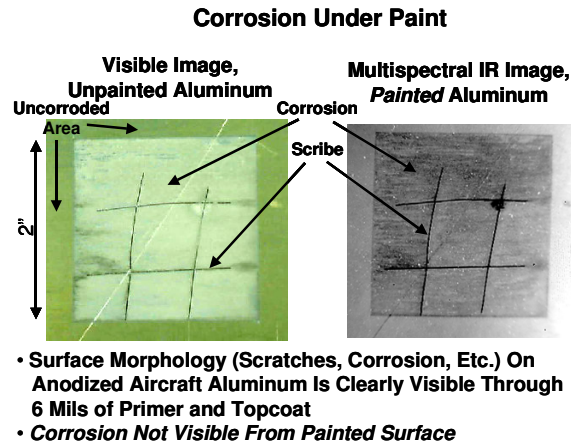 Corrosion Under Paint
Visible Image,
Unpainted Aluminum
Multispectral IR Image,
Painted Aluminum
Uncorroded
Area
Corrosion
Scribe
2”
• Surface Morphology (Scratches, Corrosion, Etc.) On
Anodized Aircraft Aluminum Is Clearly Visible Through
6 Mils of Primer and Topcoat
• Corrosion Not Visible From Painted Surface